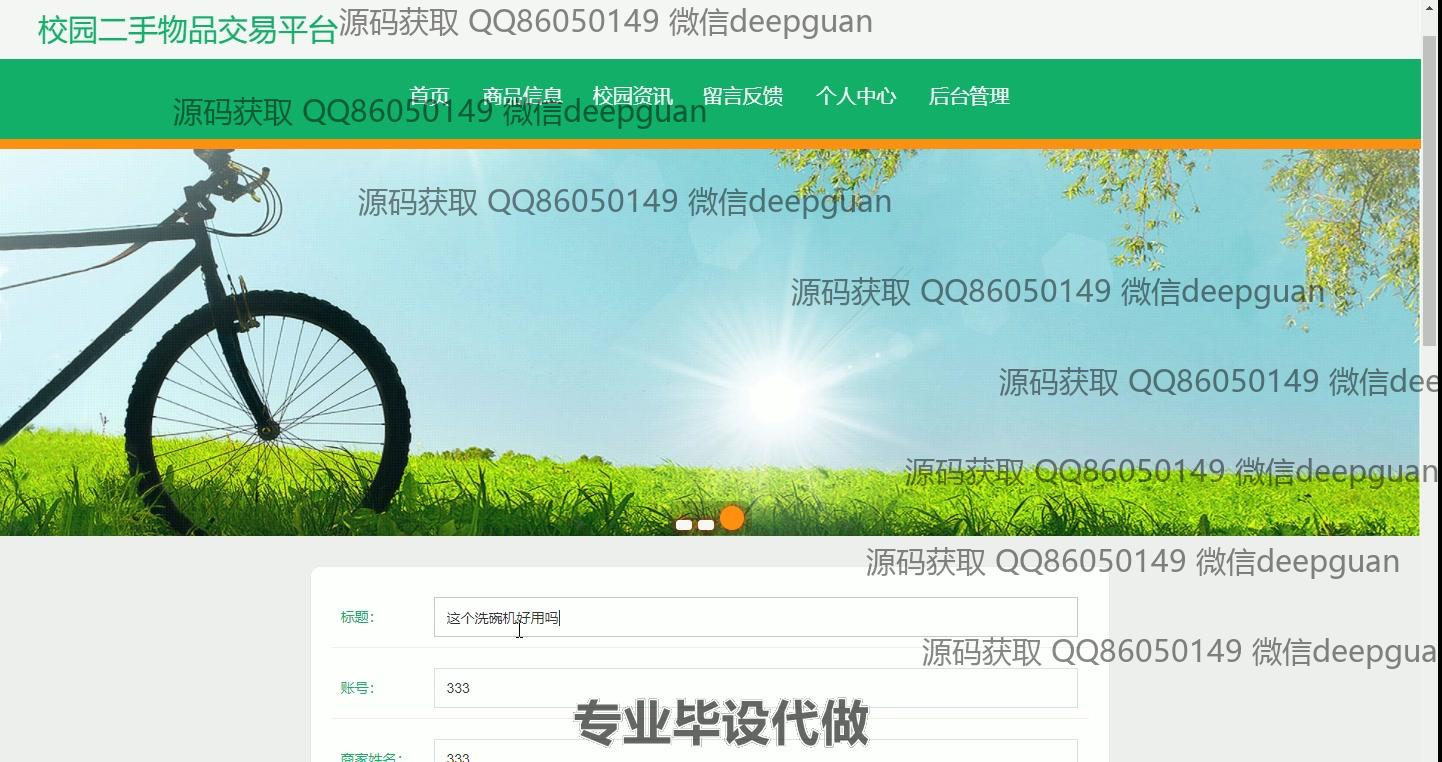 校园二手物品交易平台
源码获取 QQ86050149 微信deepguan
首页 商品信息 校园资讯 留言反馈 个人中心 后台管理
源码获取 QQ86050149 微信deepguan
源码获取 QQ86050149 微信deepguan
源码获取 QQ86050149 微信deepguan
源码获取 QQ86050149 微信dee
源码获取 QQ86050149 微信deepguan
源码获取 QQ86050149 微信deepguan
标题： 这个洗碗机好用吗
源码获取 QQ86050149 微信deepgua
账号： 333
专业毕设代做
商家姓名： 333